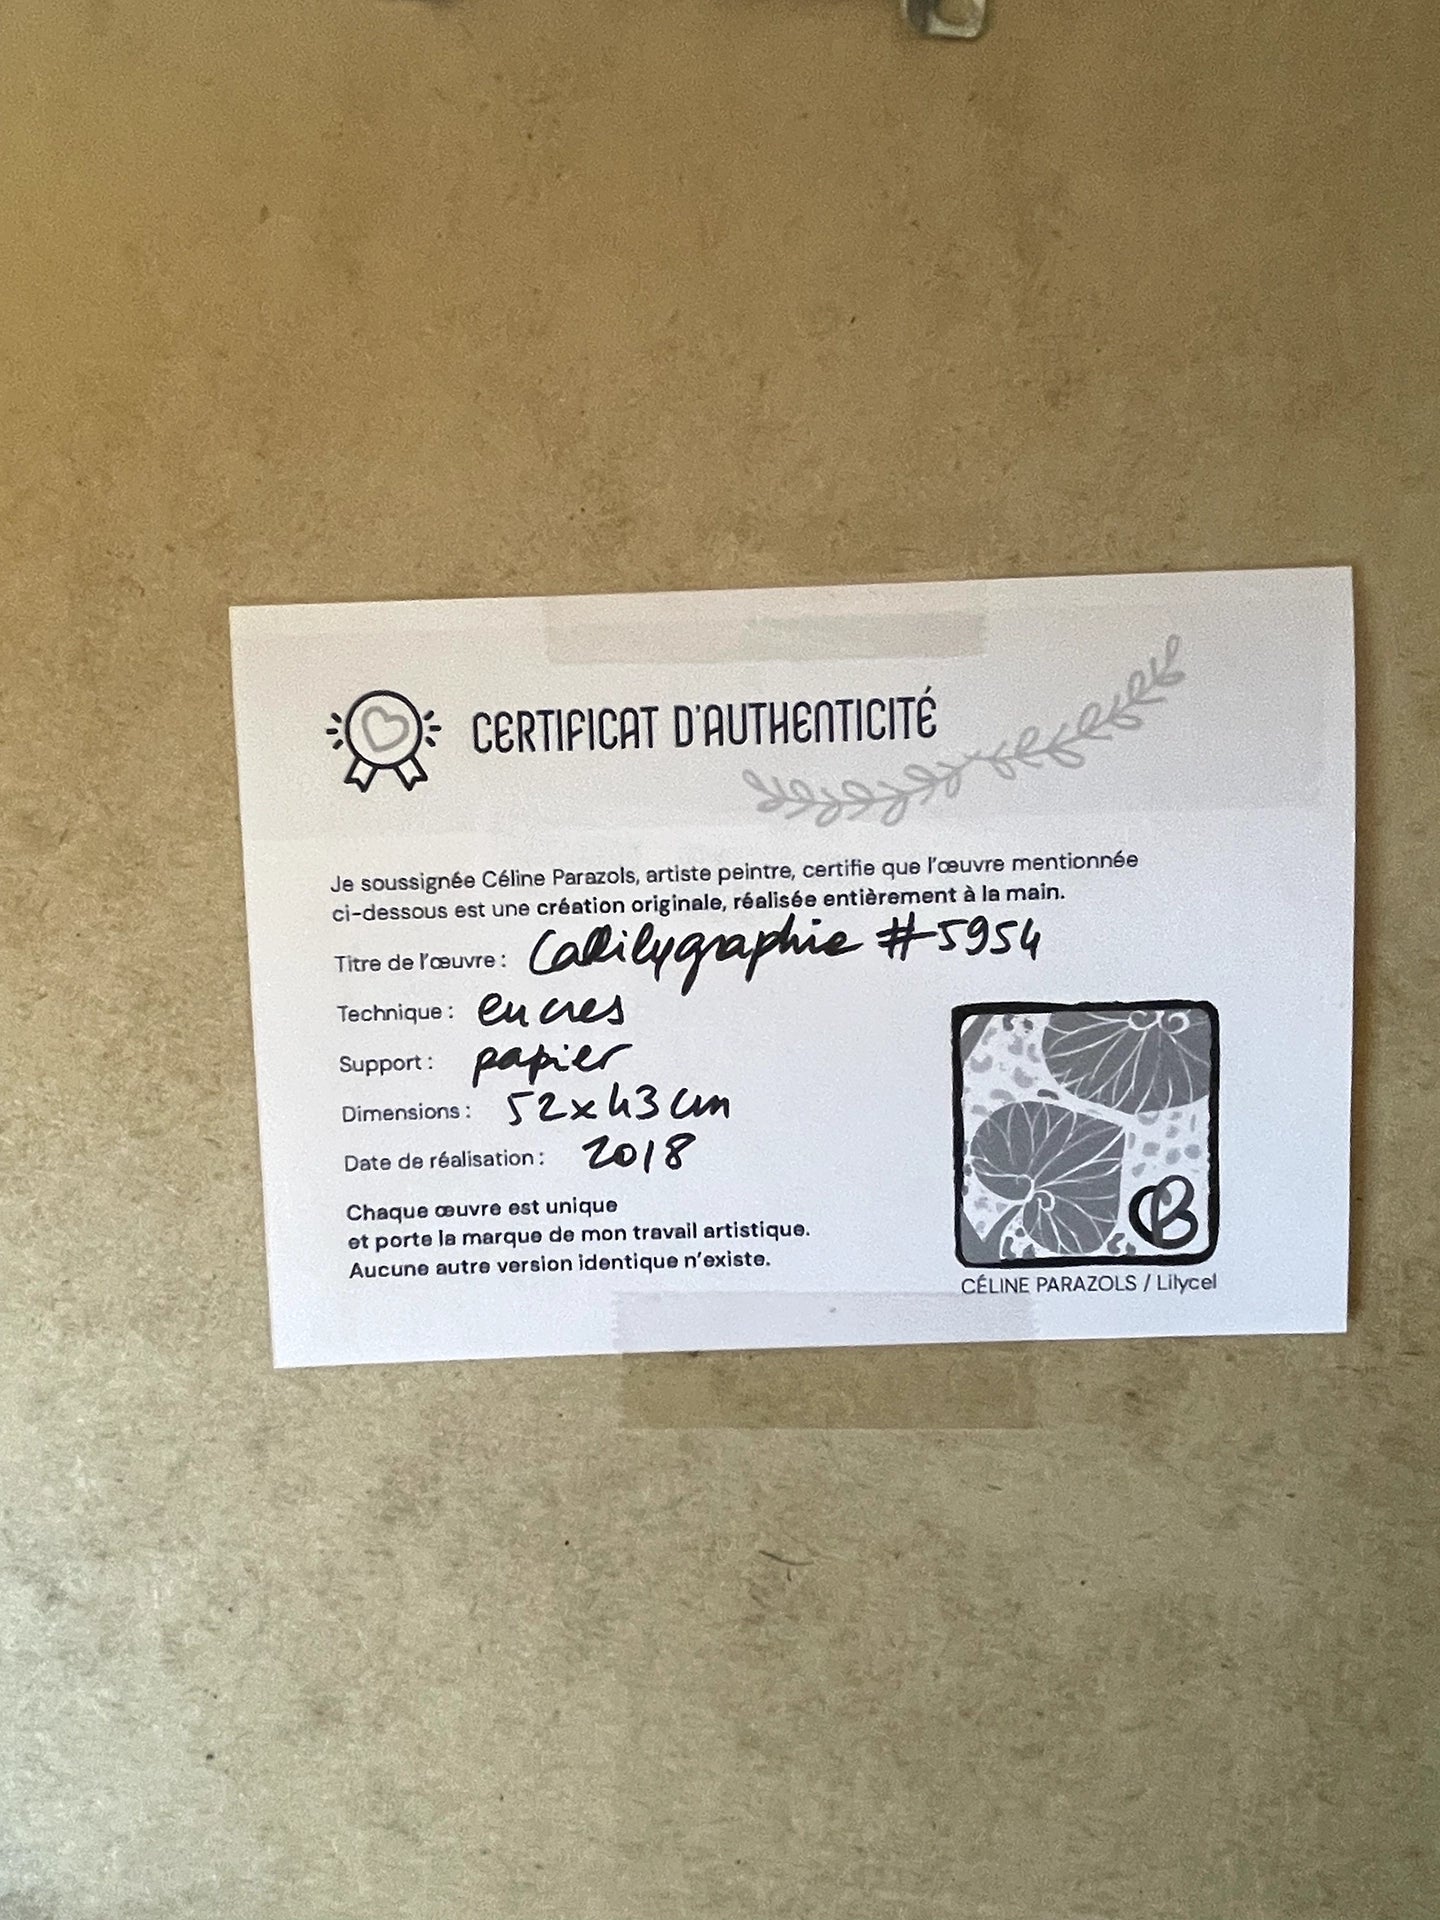 CERTIFICAT D'AUTHENTICITÉ
Je soussignée Céline Parazols, artiste peintre, certifie que l'œuvre mentionnée
ci-dessous est une création originale, réalisée entièrement à la main.
Titre de l'œuvre : Callilygraphie #5954
Technique : encres
Support : papier
Dimensions : 52x43 cm
Date de réalisation : 2018
Chaque œuvre est unique
et porte la marque de mon travail artistique.
Aucune autre version identique n'existe.
CÉLINE PARAZOLS / Lilycel